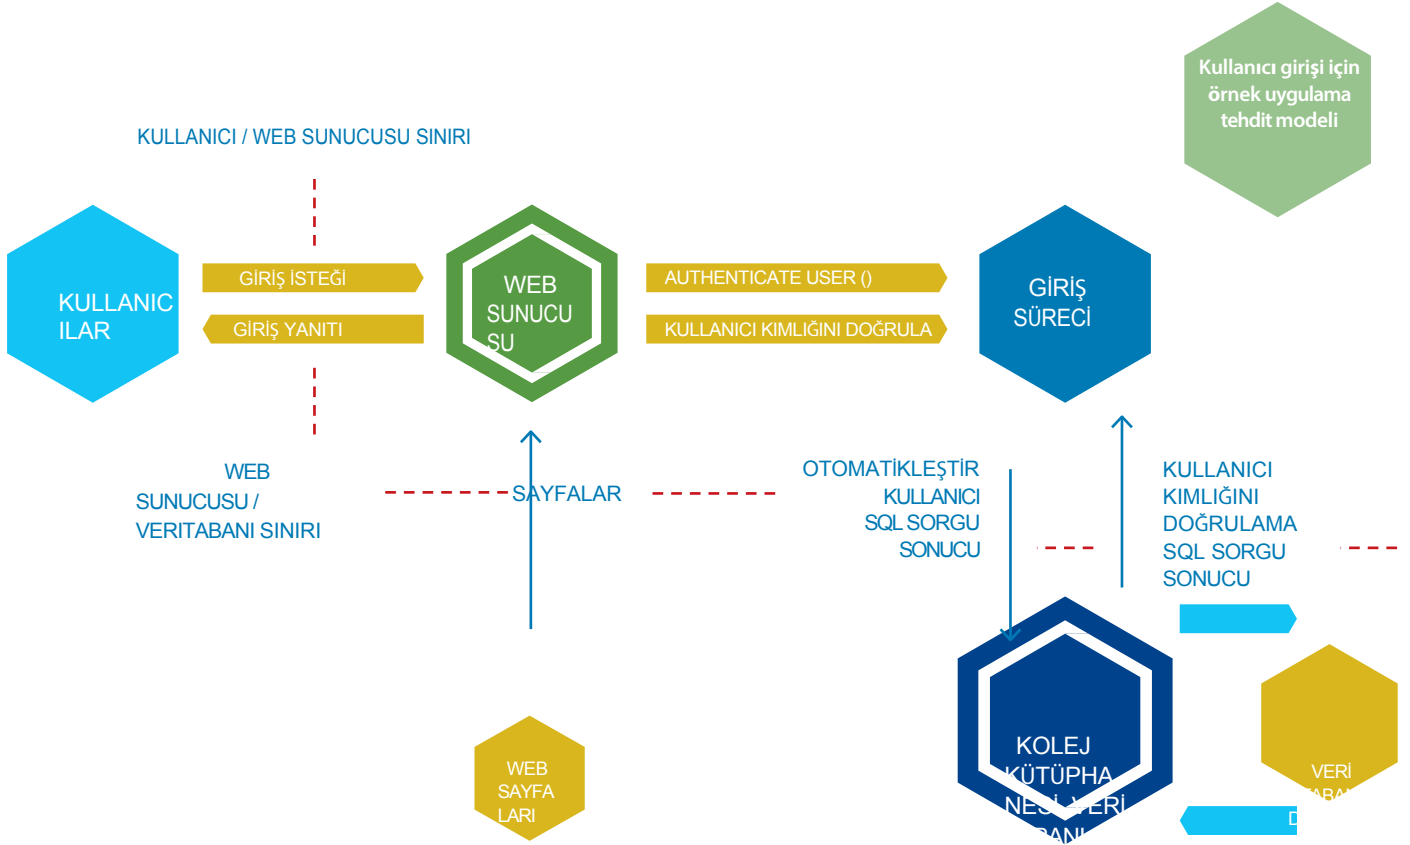 Kullanıcı girişi için
örnek uygulama
tehdit modeli
KULLANICI / WEB SUNUCUSU SINIRI
KULLANIC
ILAR
GİRİŞ İSTEĞİ
GİRİŞ YANITI
WEB
SUNUCU
SU
AUTHENTICATE USER ()
KULLANICI KIMLIĞINI DOĞRULA
GİRİŞ
SÜRECİ
WEB
SUNUCUSU /
VERITABANI SINIRI
SAYFALAR
OTOMATİKLEŞTİR
KULLANICI
SQL SORGU
SONUCU
KULLANICI
KIMLIĞINI
DOĞRULAMA
SQL SORGU
SONUCU
WEB
SAYFA
LARI
KOLEJ
KÜTÜPHA
NESİ VERİ
VERİ